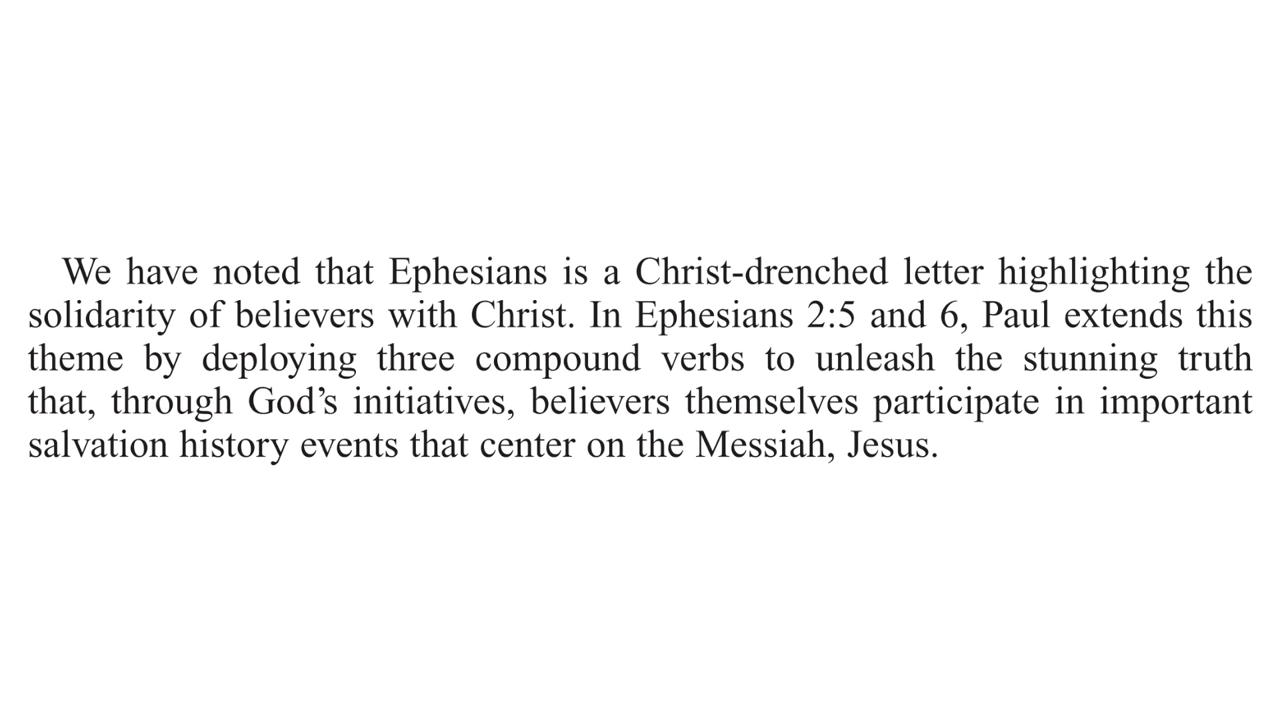 We have noted that Ephesians is a Christ-drenched letter highlighting the
solidarity of believers with Christ. In Ephesians 2:5 and 6, Paul extends this
theme by deploying three compound verbs to unleash the stunning truth
that, through God’s initiatives, believers themselves participate in important
salvation history events that center on the Messiah, Jesus.